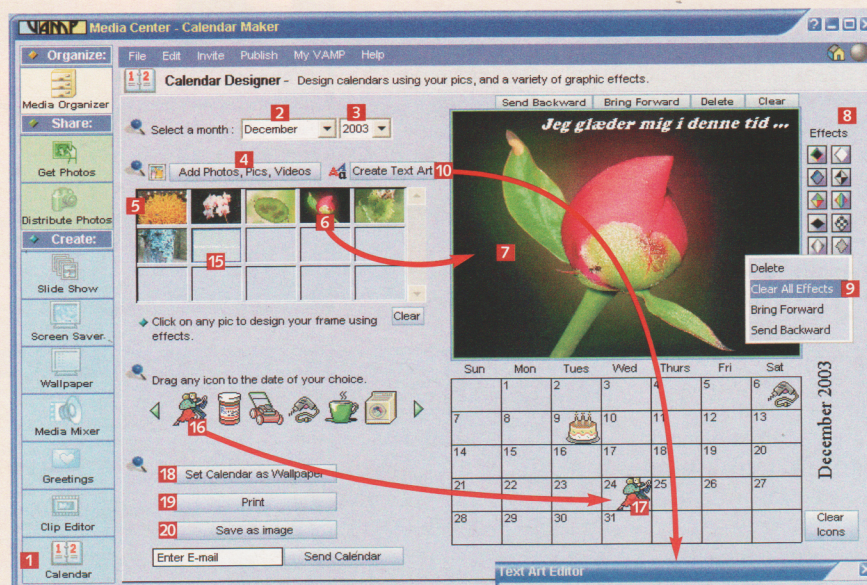 VAMP Media Center - Calendar Maker
Organize:
File Edit Invite Publish My VAMP Help
Media Organizer
1 2 Calendar Designer - Design calendars using your pics, and a variety of graphic effects.
Share:
Get Photos
Distribute Photos
Create:
Slide Show
Screen Saver
Wallpaper
Media Mixer
Greetings
Clip Editor
1 1 2
Calendar
2 3
Select a month : December 2003
4
Add Photos, Pics, Videos Create Text Art 10
5 6
15
Click on any pic to design your frame using effects.
Clear
Drag any icon to the date of your choice.
16
18 Set Calendar as Wallpaper
19 Print
20 Save as image
Enter E-mail Send Calendar
Send Backward Bring Forward Delete Clear
Jeg glæder mig i denne tid ...
7
8
Effects
Delete
Clear All Effects 9
Bring Forward
Send Backward
Sun Mon Tues Wed Thurs Fri Sat
1 2 3 4 5 6
7 8 9 10 11 12 13
14 15 16 17 18 19 20
21 22 23 24 25 26 27
17
28 29 30 31
December 2003
Clear Icons
Text Art Editor